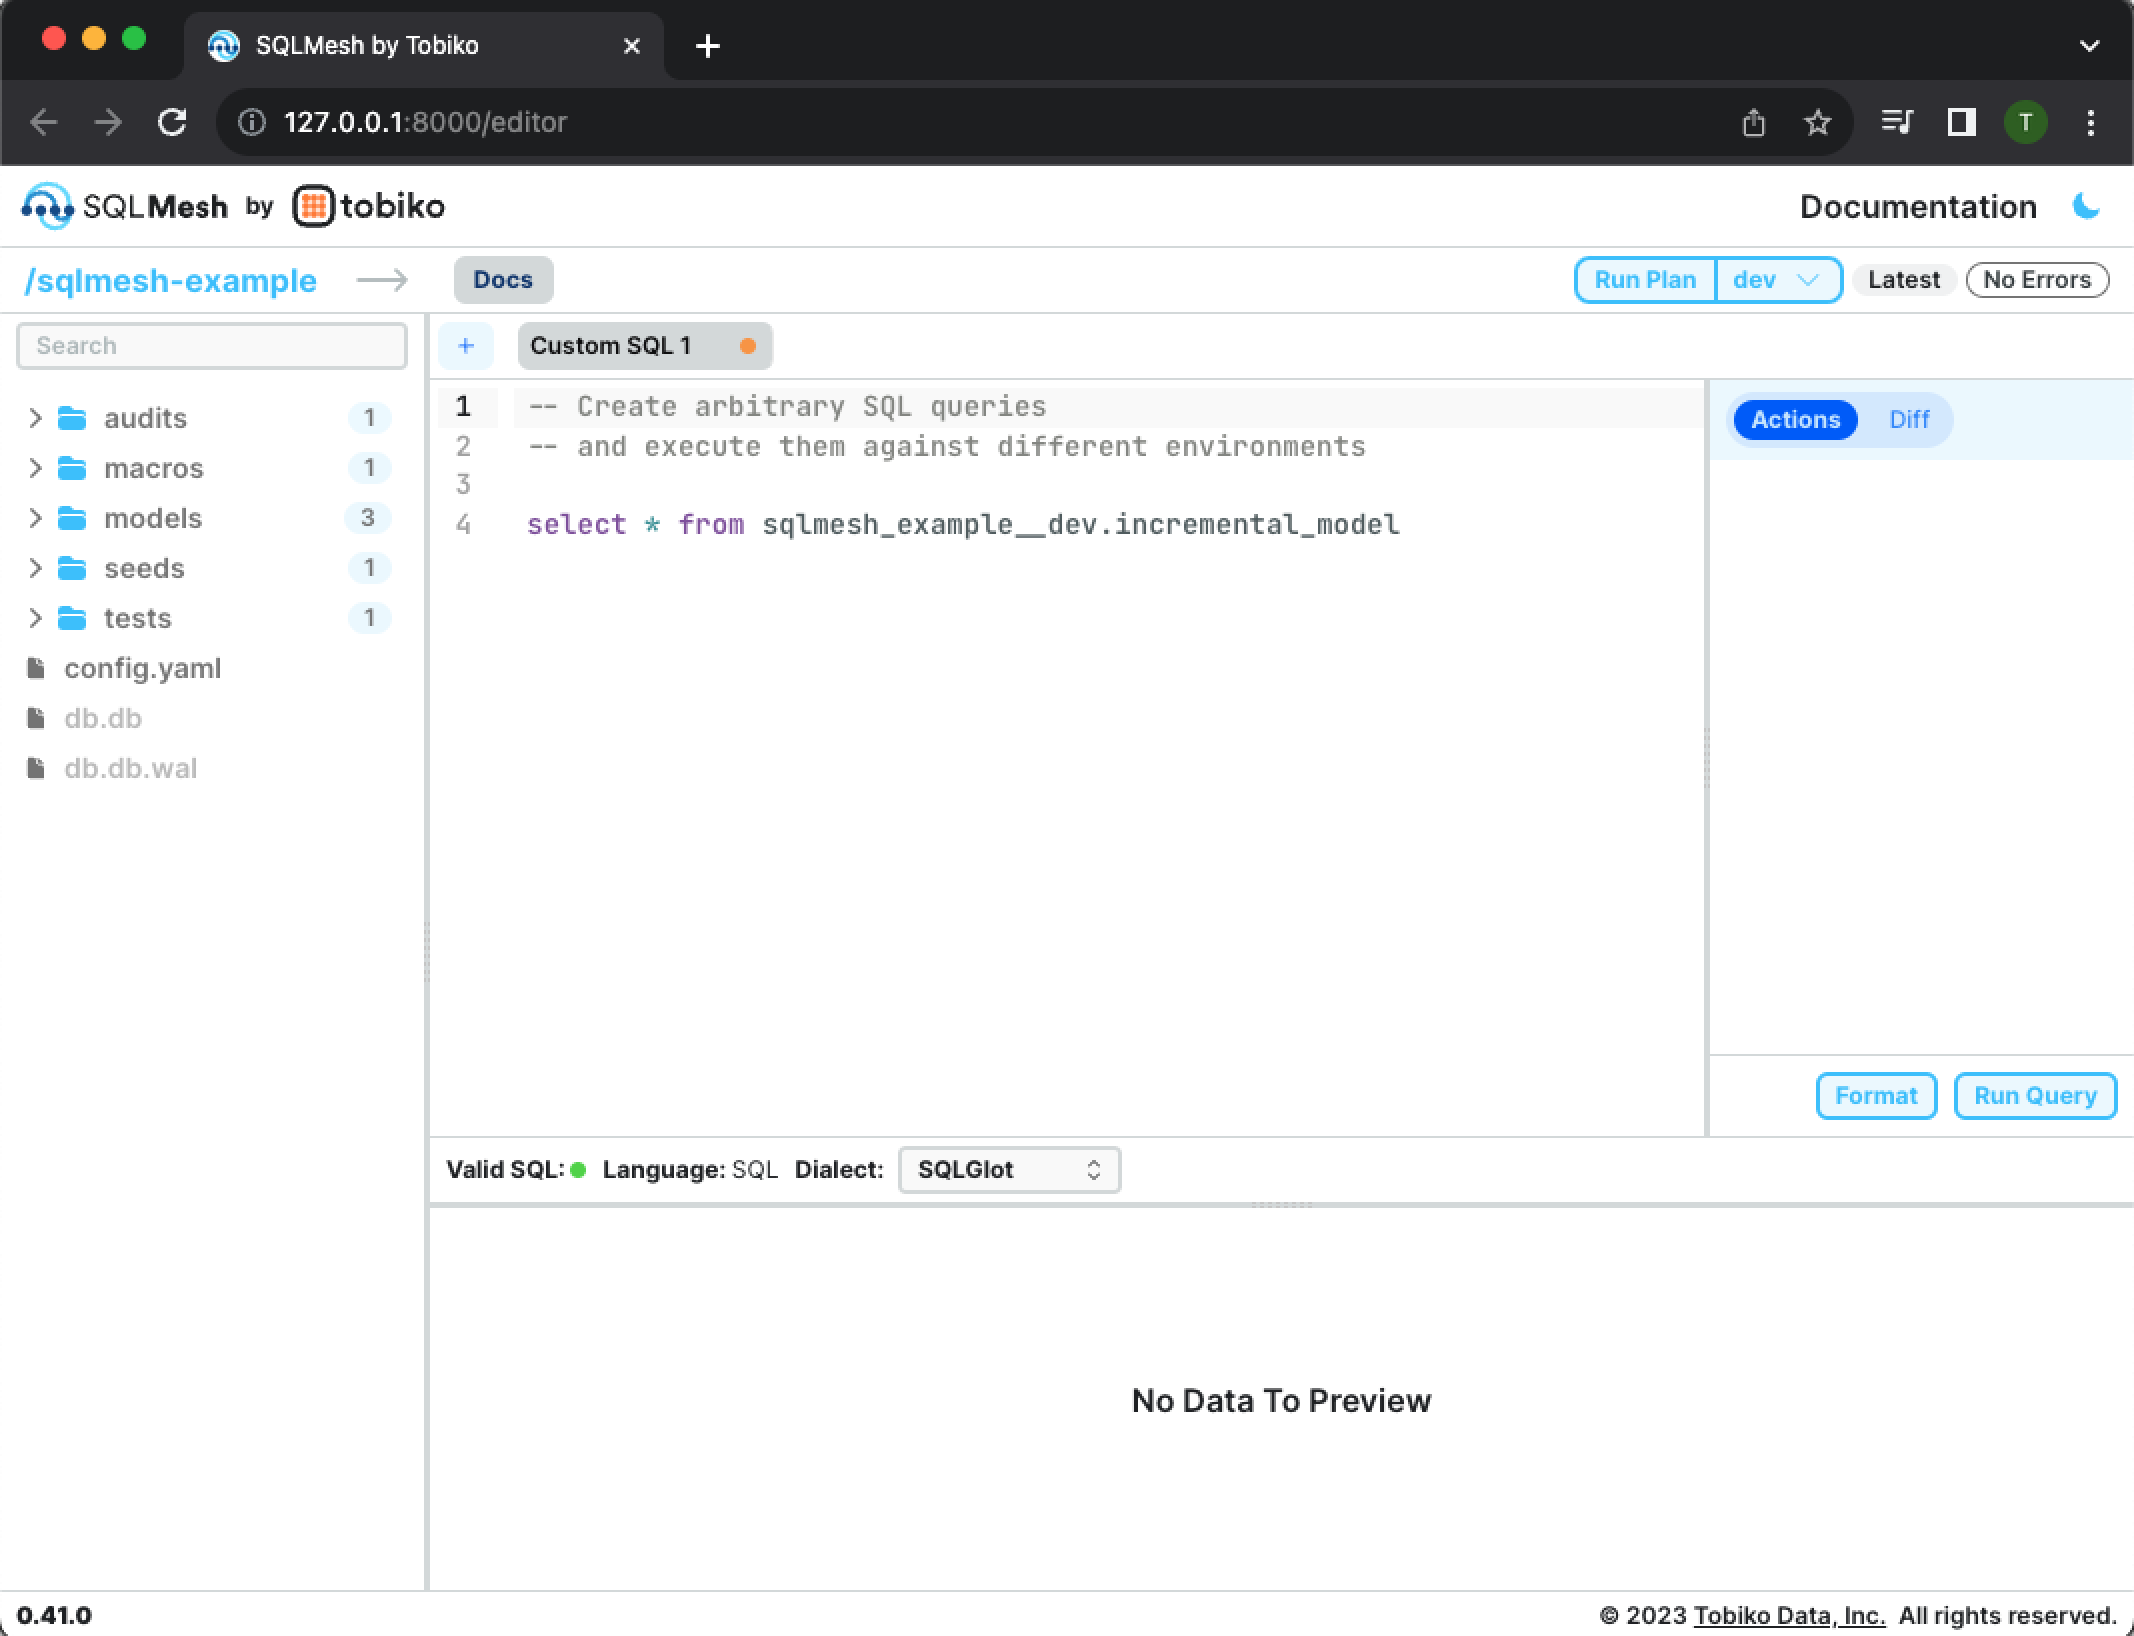 SQLMesh by Tobiko
127.0.0.1:8000/editor
T
SQLMesh by tobiko
Documentation
/sqlmesh-example
Docs
Run Plan
dev
Latest
No Errors
Search
+
Custom SQL 1
audits 1
macros 1
models 3
seeds 1
tests 1
config.yaml
db.db
db.db.wal
1 -- Create arbitrary SQL queries
2 -- and execute them against different environments
3
4 select * from sqlmesh_example__dev.incremental_model
Actions
Diff
Format
Run Query
Valid SQL: Language: SQL Dialect: SQLGlot
No Data To Preview
0.41.0
© 2023 Tobiko Data, Inc. All rights reserved.